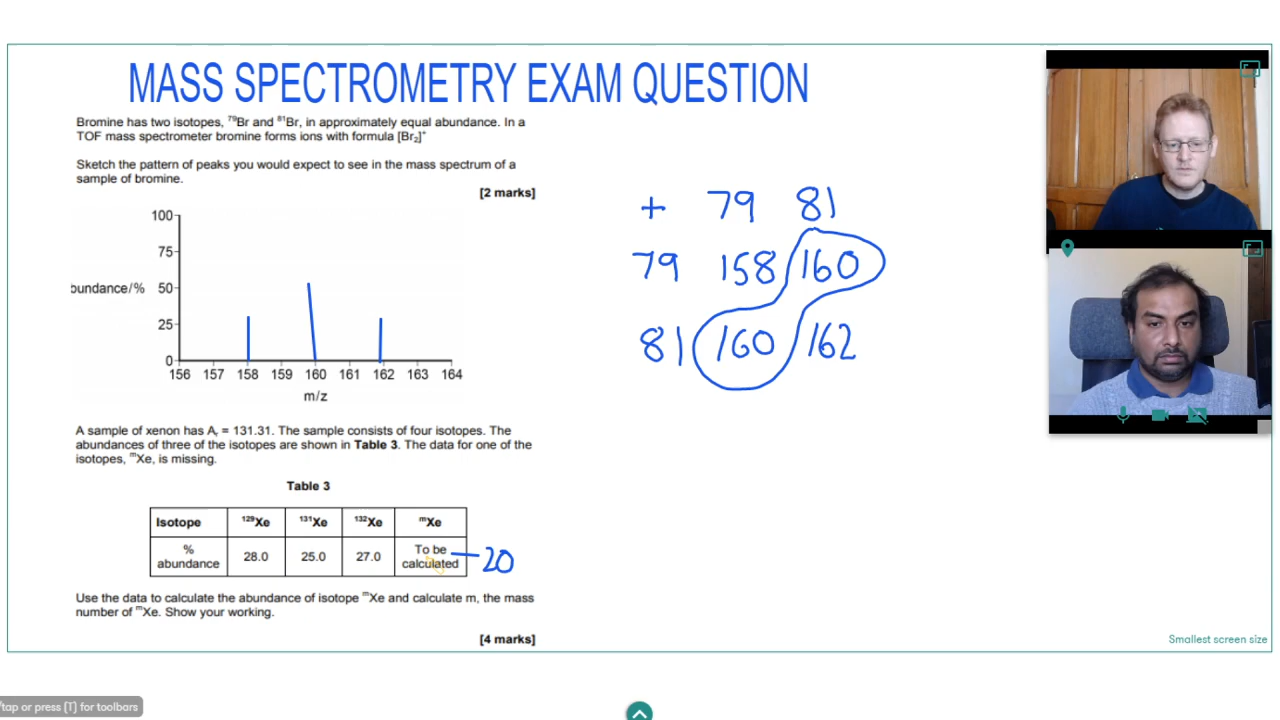 MASS SPECTROMETRY EXAM QUESTION
Bromine has two isotopes, ⁷⁹Br and ⁸¹Br, in approximately equal abundance. In a
TOF mass spectrometer bromine forms ions with formula [Br₂]⁺
Sketch the pattern of peaks you would expect to see in the mass spectrum of a
sample of bromine.
[2 marks]
100
75
bundance/% 50
25
0
156 157 158 159 160 161 162 163 164
m/z
+ 79 81
79 158 160
81 160 162
A sample of xenon has Aᵣ = 131.31. The sample consists of four isotopes. The
abundances of three of the isotopes are shown in Table 3. The data for one of the
isotopes, ᵐXe, is missing.
Table 3
Isotope ¹²⁹Xe ¹³¹Xe ¹³²Xe ᵐXe
% abundance 28.0 25.0 27.0 To be calculated
20
Use the data to calculate the abundance of isotope ᵐXe and calculate m, the mass
number of ᵐXe. Show your working.
[4 marks]
Smallest screen size
/tap or press (T) for toolbars